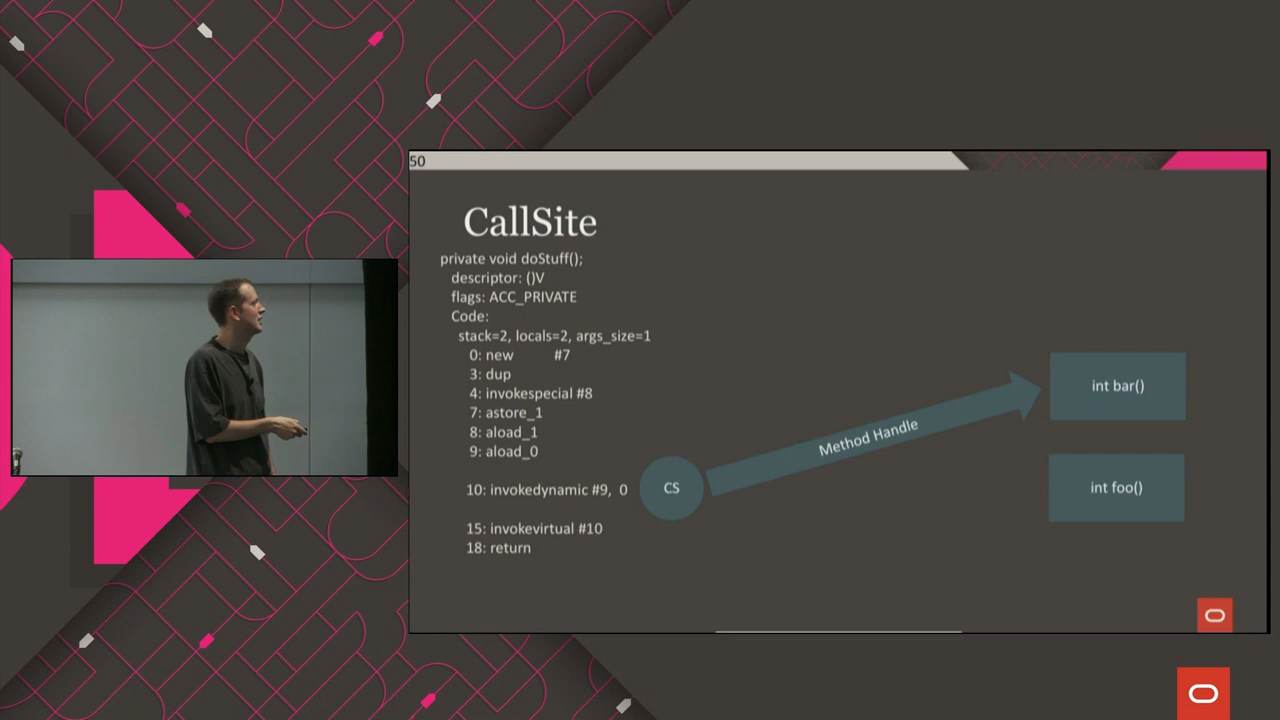 50
CallSite
private void doStuff();
descriptor: ()V
flags: ACC_PRIVATE
Code:
stack=2, locals=2, args_size=1
0: new #7
3: dup
4: invokespecial #8
7: astore_1
8: aload_1
9: aload_0
10: invokedynamic #9, 0
15: invokevirtual #10
18: return
CS
Method Handle
int bar()
int foo()